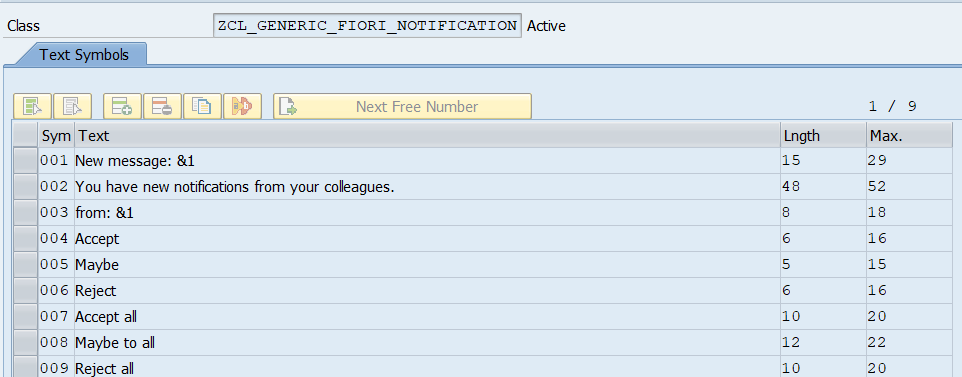 Class ZCL_GENERIC_FIORI_NOTIFICATION Active
Text Symbols
Next Free Number 1 / 9
Sym Text Lngth Max.
001 New message: &1 15 29
002 You have new notifications from your colleagues. 48 52
003 from: &1 8 18
004 Accept 6 16
005 Maybe 5 15
006 Reject 6 16
007 Accept all 10 20
008 Maybe to all 12 22
009 Reject all 10 20